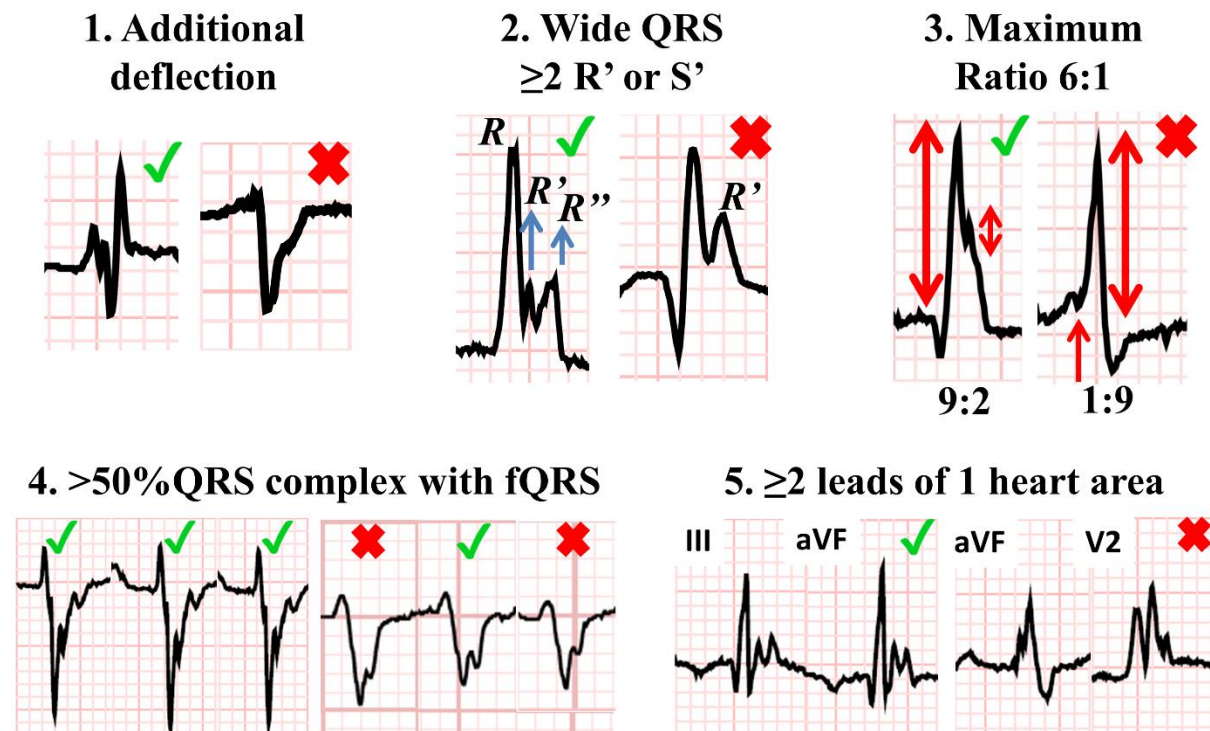 1. Additional
deflection
2. Wide QRS
≥2 R’ or S’
R
R’
R’’
R’
3. Maximum
Ratio 6:1
9:2
1:9
4. >50%QRS complex with fQRS
5. ≥2 leads of 1 heart area
III
aVF
aVF
V2